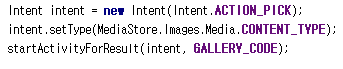 Intent intent = new Intent(Intent.ACTION_PICK);
intent.setType(MediaStore.Images.Media.CONTENT_TYPE);
startActivityForResult(intent, GALLERY_CODE);